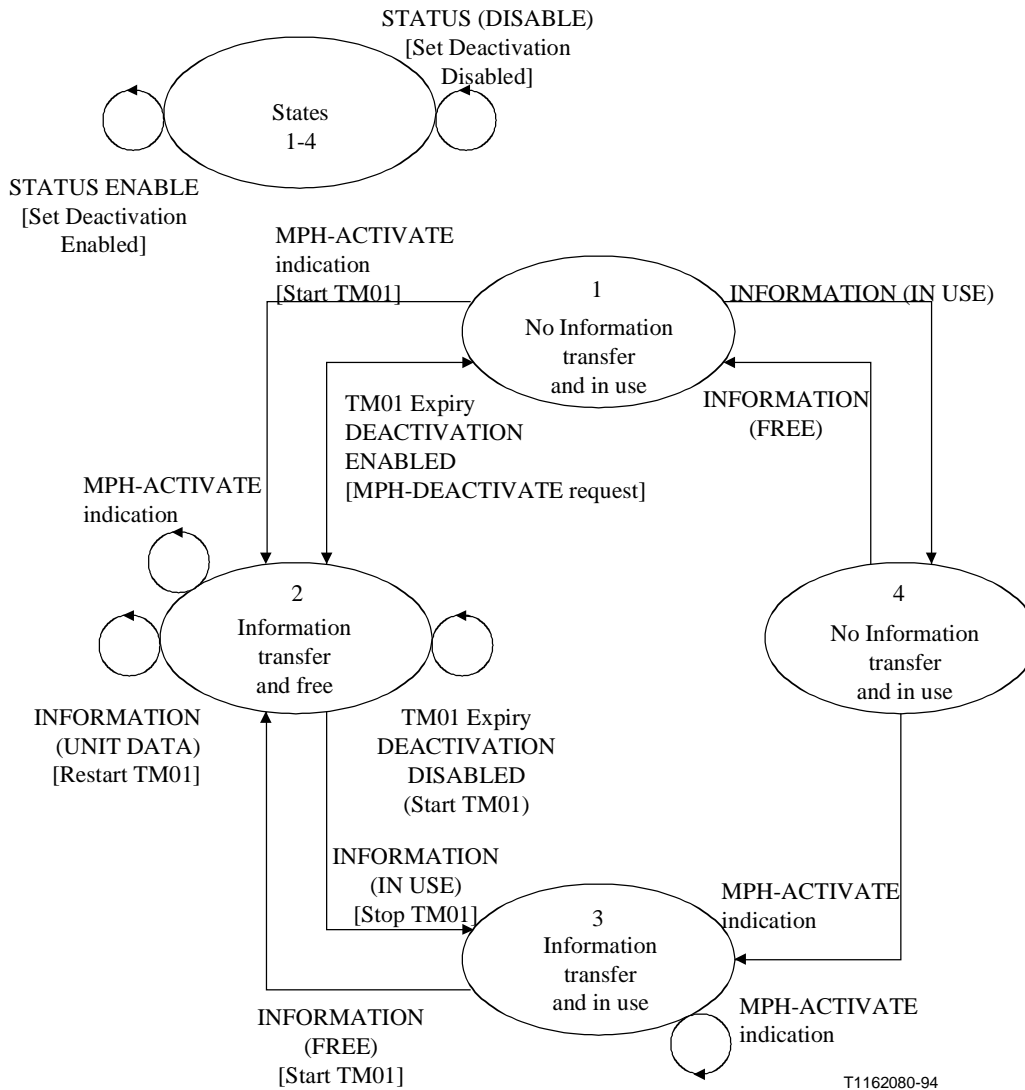 STATUS (DISABLE)
[Set Deactivation
Disabled]
States
1-4
STATUS ENABLE
[Set Deactivation
Enabled]
MPH-ACTIVATE
indication
[Start TM01]
1
No Information
transfer
and in use
INFORMATION (IN USE)
TM01 Expiry
DEACTIVATION
ENABLED
[MPH-DEACTIVATE request]
INFORMATION
(FREE)
MPH-ACTIVATE
indication
2
Information
transfer
and free
4
No Information
transfer
and in use
INFORMATION
(UNIT DATA)
[Restart TM01]
TM01 Expiry
DEACTIVATION
DISABLED
(Start TM01)
INFORMATION
(IN USE)
[Stop TM01]
MPH-ACTIVATE
indication
3
Information
transfer
and in use
INFORMATION
(FREE)
[Start TM01]
MPH-ACTIVATE
indication
T1162080-94